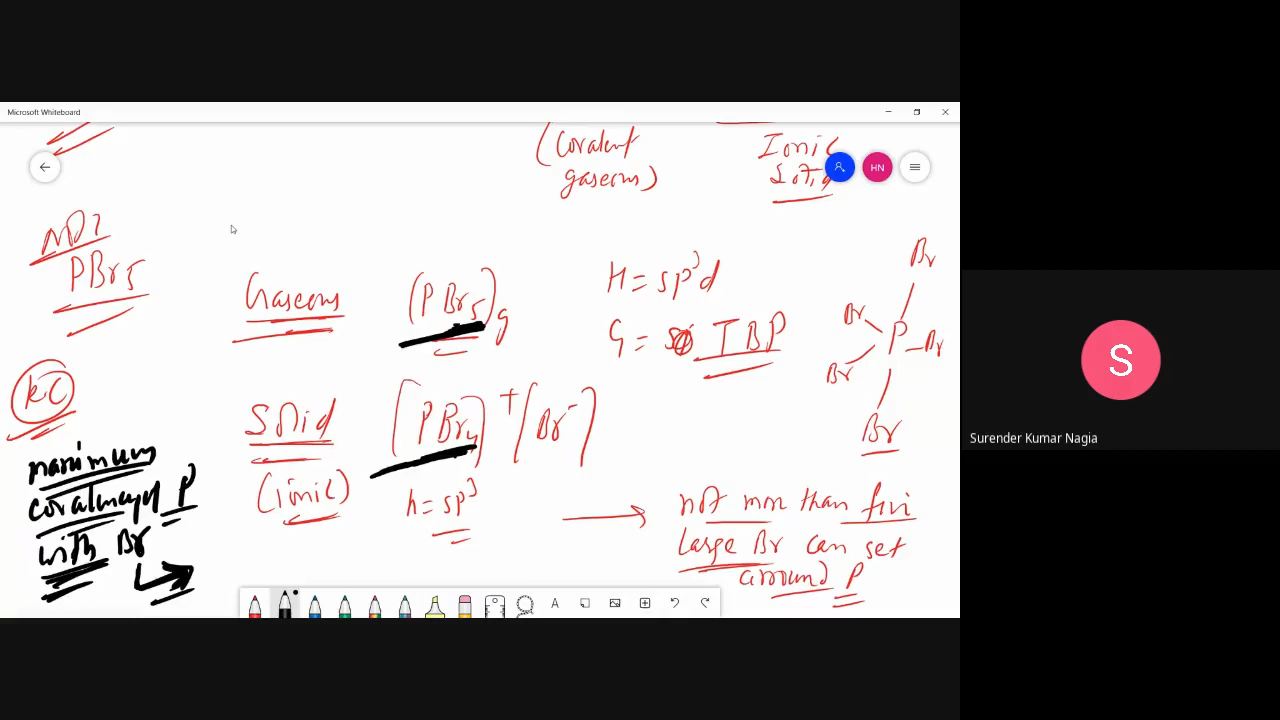 Microsoft Whiteboard
(Covalent
gaseous)
Ionic
Solid
HN
PBr5
Gaseous
(PBr5)g
H = sp3d
G = TBP
Br
Br
P
Br
Br
Br
Solid
(ionic)
[PBr4]+ [Br-]
h = sp3
KC
maximum
covalency of P
with Br
not more than five
large Br can set
around P
A
S
Surender Kumar Nagia